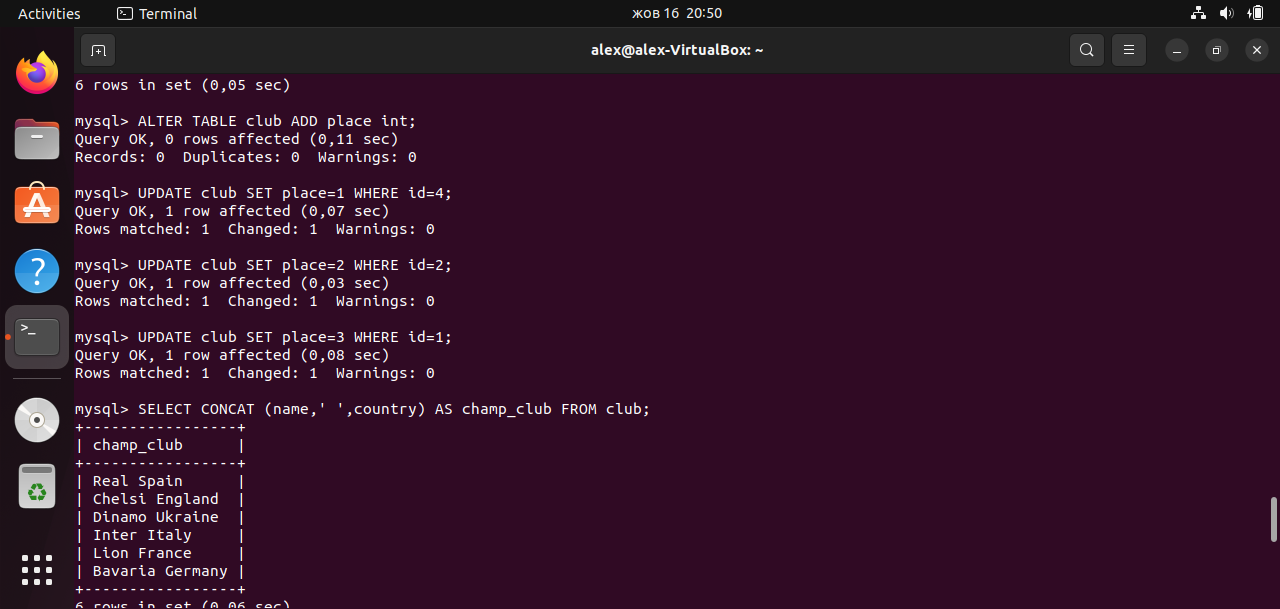 Activities
Terminal
жов 16 20:50
alex@alex-VirtualBox: ~
6 rows in set (0,05 sec)
mysql> ALTER TABLE club ADD place int;
Query OK, 0 rows affected (0,11 sec)
Records: 0  Duplicates: 0  Warnings: 0
mysql> UPDATE club SET place=1 WHERE id=4;
Query OK, 1 row affected (0,07 sec)
Rows matched: 1  Changed: 1  Warnings: 0
mysql> UPDATE club SET place=2 WHERE id=2;
Query OK, 1 row affected (0,03 sec)
Rows matched: 1  Changed: 1  Warnings: 0
mysql> UPDATE club SET place=3 WHERE id=1;
Query OK, 1 row affected (0,08 sec)
Rows matched: 1  Changed: 1  Warnings: 0
mysql> SELECT CONCAT (name,' ',country) AS champ_club FROM club;
+-----------------+
| champ_club      |
+-----------------+
| Real Spain      |
| Chelsi England  |
| Dinamo Ukraine  |
| Inter Italy     |
| Lion France     |
| Bavaria Germany |
+-----------------+
6 rows in set (0,06 sec)